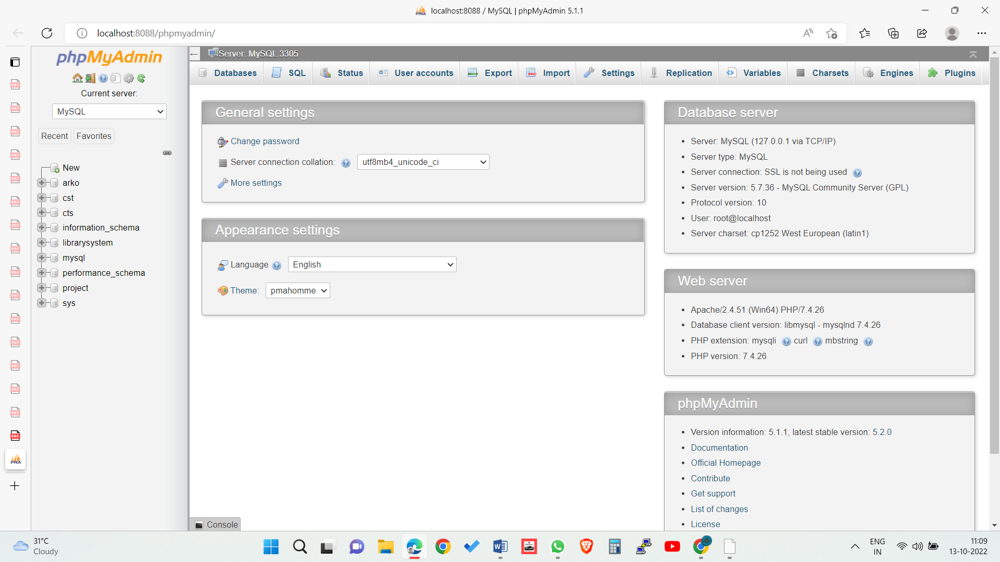 localhost:8088 / MySQL | phpMyAdmin 5.1.1
localhost:8088/phpmyadmin/
phpMyAdmin
Current server:
MySQL
Recent
Favorites
New
arko
cst
cts
information_schema
librarysystem
mysql
performance_schema
project
sys
Server: MySQL:3305
Databases
SQL
Status
User accounts
Export
Import
Settings
Replication
Variables
Charsets
Engines
Plugins
General settings
Change password
Server connection collation:
utf8mb4_unicode_ci
More settings
Appearance settings
Language
English
Theme:
pmahomme
Database server
• Server: MySQL (127.0.0.1 via TCP/IP)
• Server type: MySQL
• Server connection: SSL is not being used
• Server version: 5.7.36 - MySQL Community Server (GPL)
• Protocol version: 10
• User: root@localhost
• Server charset: cp1252 West European (latin1)
Web server
• Apache/2.4.51 (Win64) PHP/7.4.26
• Database client version: libmysql - mysqlnd 7.4.26
• PHP extension: mysqli curl mbstring
• PHP version: 7.4.26
phpMyAdmin
• Version information: 5.1.1, latest stable version: 5.2.0
• Documentation
• Official Homepage
• Contribute
• Get support
• List of changes
• License
Console
PMA
31°C
Cloudy
ENG
IN
11:09
13-10-2022